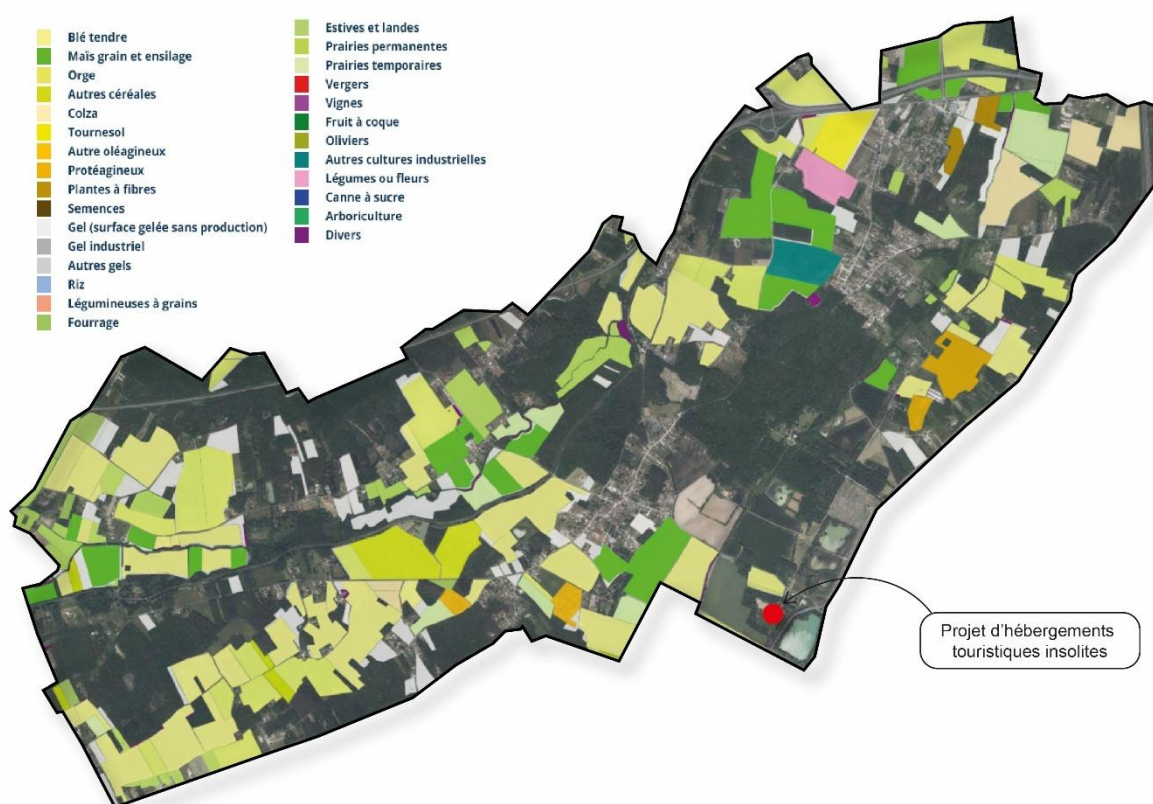 Blé tendre
Maïs grain et ensilage
Orge
Autres céréales
Colza
Tournesol
Autre oléagineux
Protéagineux
Plantes à fibres
Semences
Gel (surface gelée sans production)
Gel industriel
Autres gels
Riz
Légumineuses à grains
Fourrage
Estives et landes
Prairies permanentes
Prairies temporaires
Vergers
Vignes
Fruit à coque
Oliviers
Autres cultures industrielles
Légumes ou fleurs
Canne à sucre
Arboriculture
Divers
Projet d'hébergements
touristiques insolites